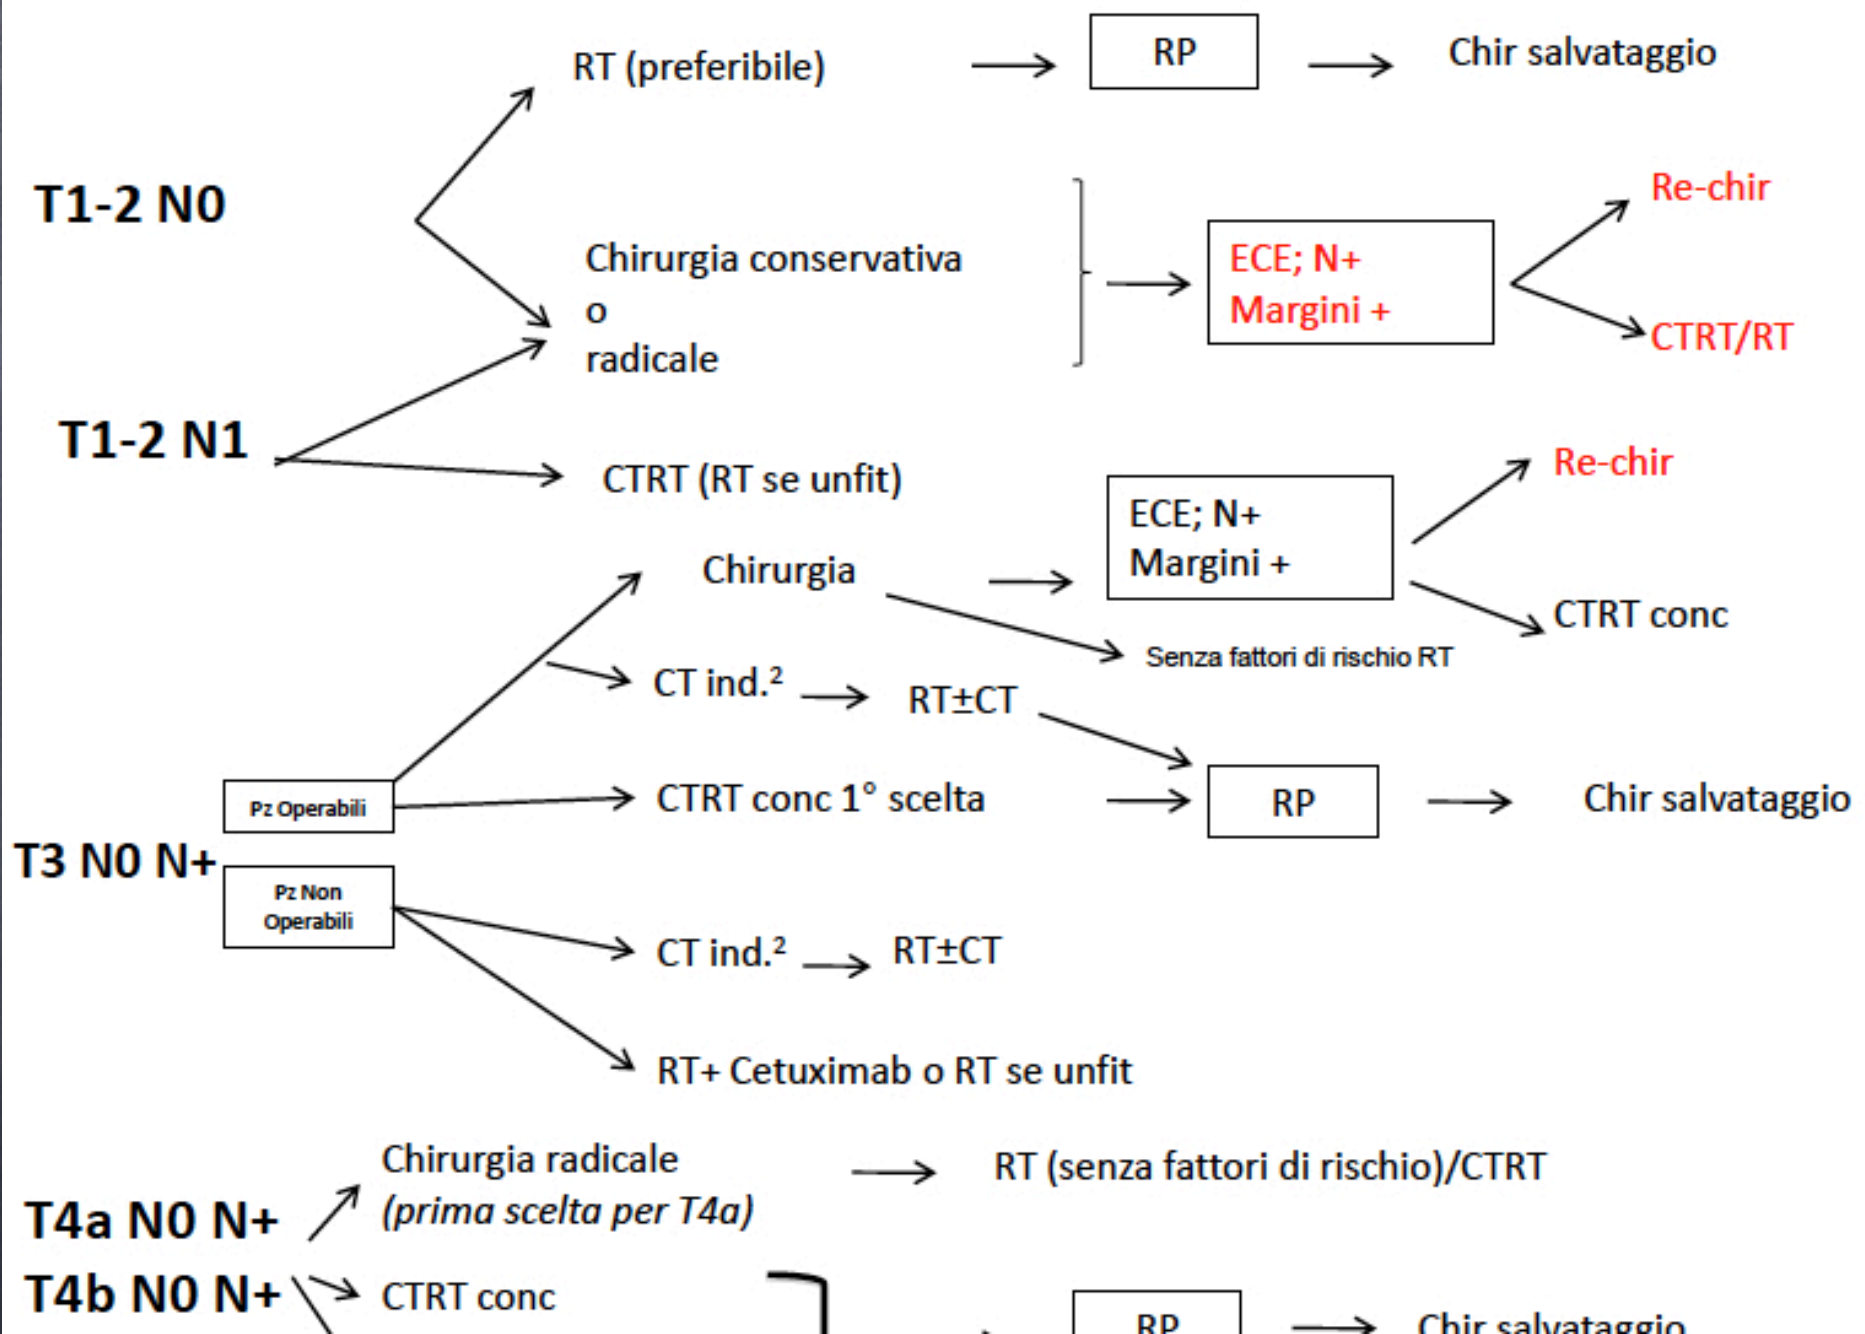 RT (preferibile)
RP
Chir salvataggio
T1-2 N0
Chirurgia conservativa
o
radicale
ECE; N+
Margini +
Re-chir
CTRT/RT
T1-2 N1
CTRT (RT se unfit)
Chirurgia
ECE; N+
Margini +
Re-chir
CTRT conc
Senza fattori di rischio RT
CT ind.²
RT±CT
Pz Operabili
CTRT conc 1° scelta
RP
Chir salvataggio
T3 N0 N+
Pz Non
Operabili
CT ind.²
RT±CT
RT+ Cetuximab o RT se unfit
Chirurgia radicale
(prima scelta per T4a)
RT (senza fattori di rischio)/CTRT
T4a N0 N+
T4b N0 N+
CTRT conc
RP
Chir salvataggio